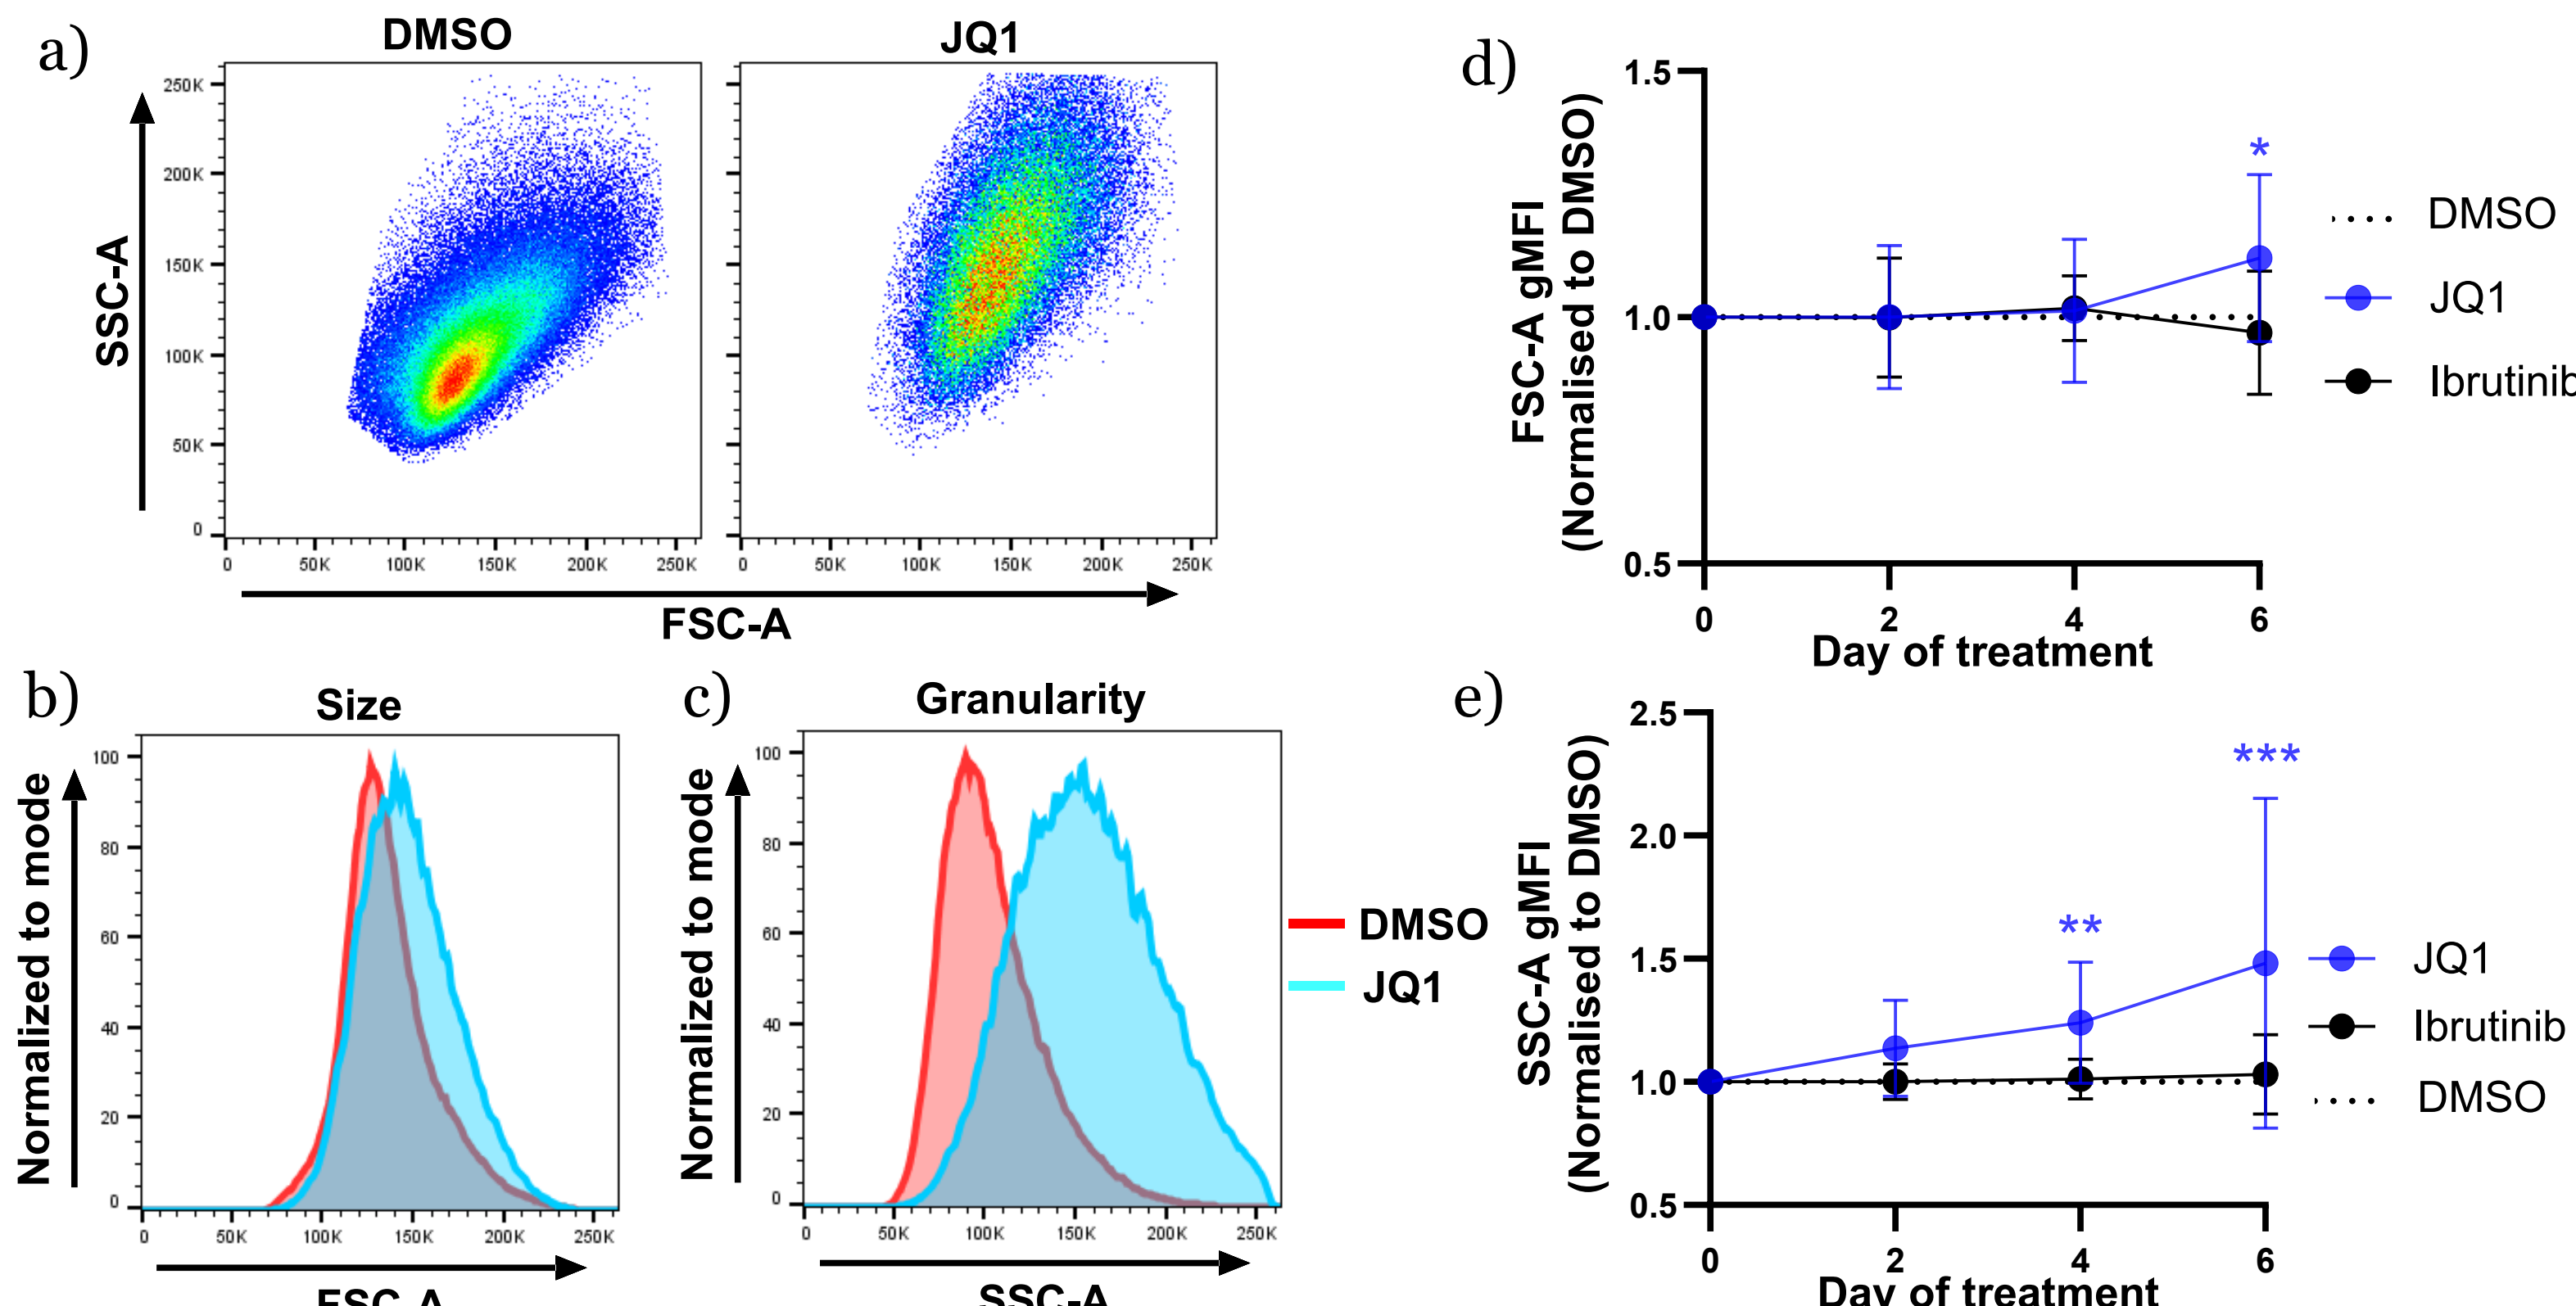 a)
DMSO
JQ1
SSC-A
250K
200K
150K
100K
50K
0
0 50K 100K 150K 200K 250K
0 50K 100K 150K 200K 250K
FSC-A
b)
Size
Normalized to mode
100
80
60
40
20
0
0 50K 100K 150K 200K 250K
FSC-A
c)
Granularity
Normalized to mode
100
80
60
40
20
0
0 50K 100K 150K 200K 250K
SSC-A
DMSO
JQ1
d)
FSC-A gMFI
(Normalised to DMSO)
1.5
1.0
0.5
*
0 2 4 6
Day of treatment
DMSO
JQ1
Ibrutinib
e)
SSC-A gMFI
(Normalised to DMSO)
2.5
2.0
1.5
1.0
0.5
**
***
0 2 4 6
Day of treatment
JQ1
Ibrutinib
DMSO